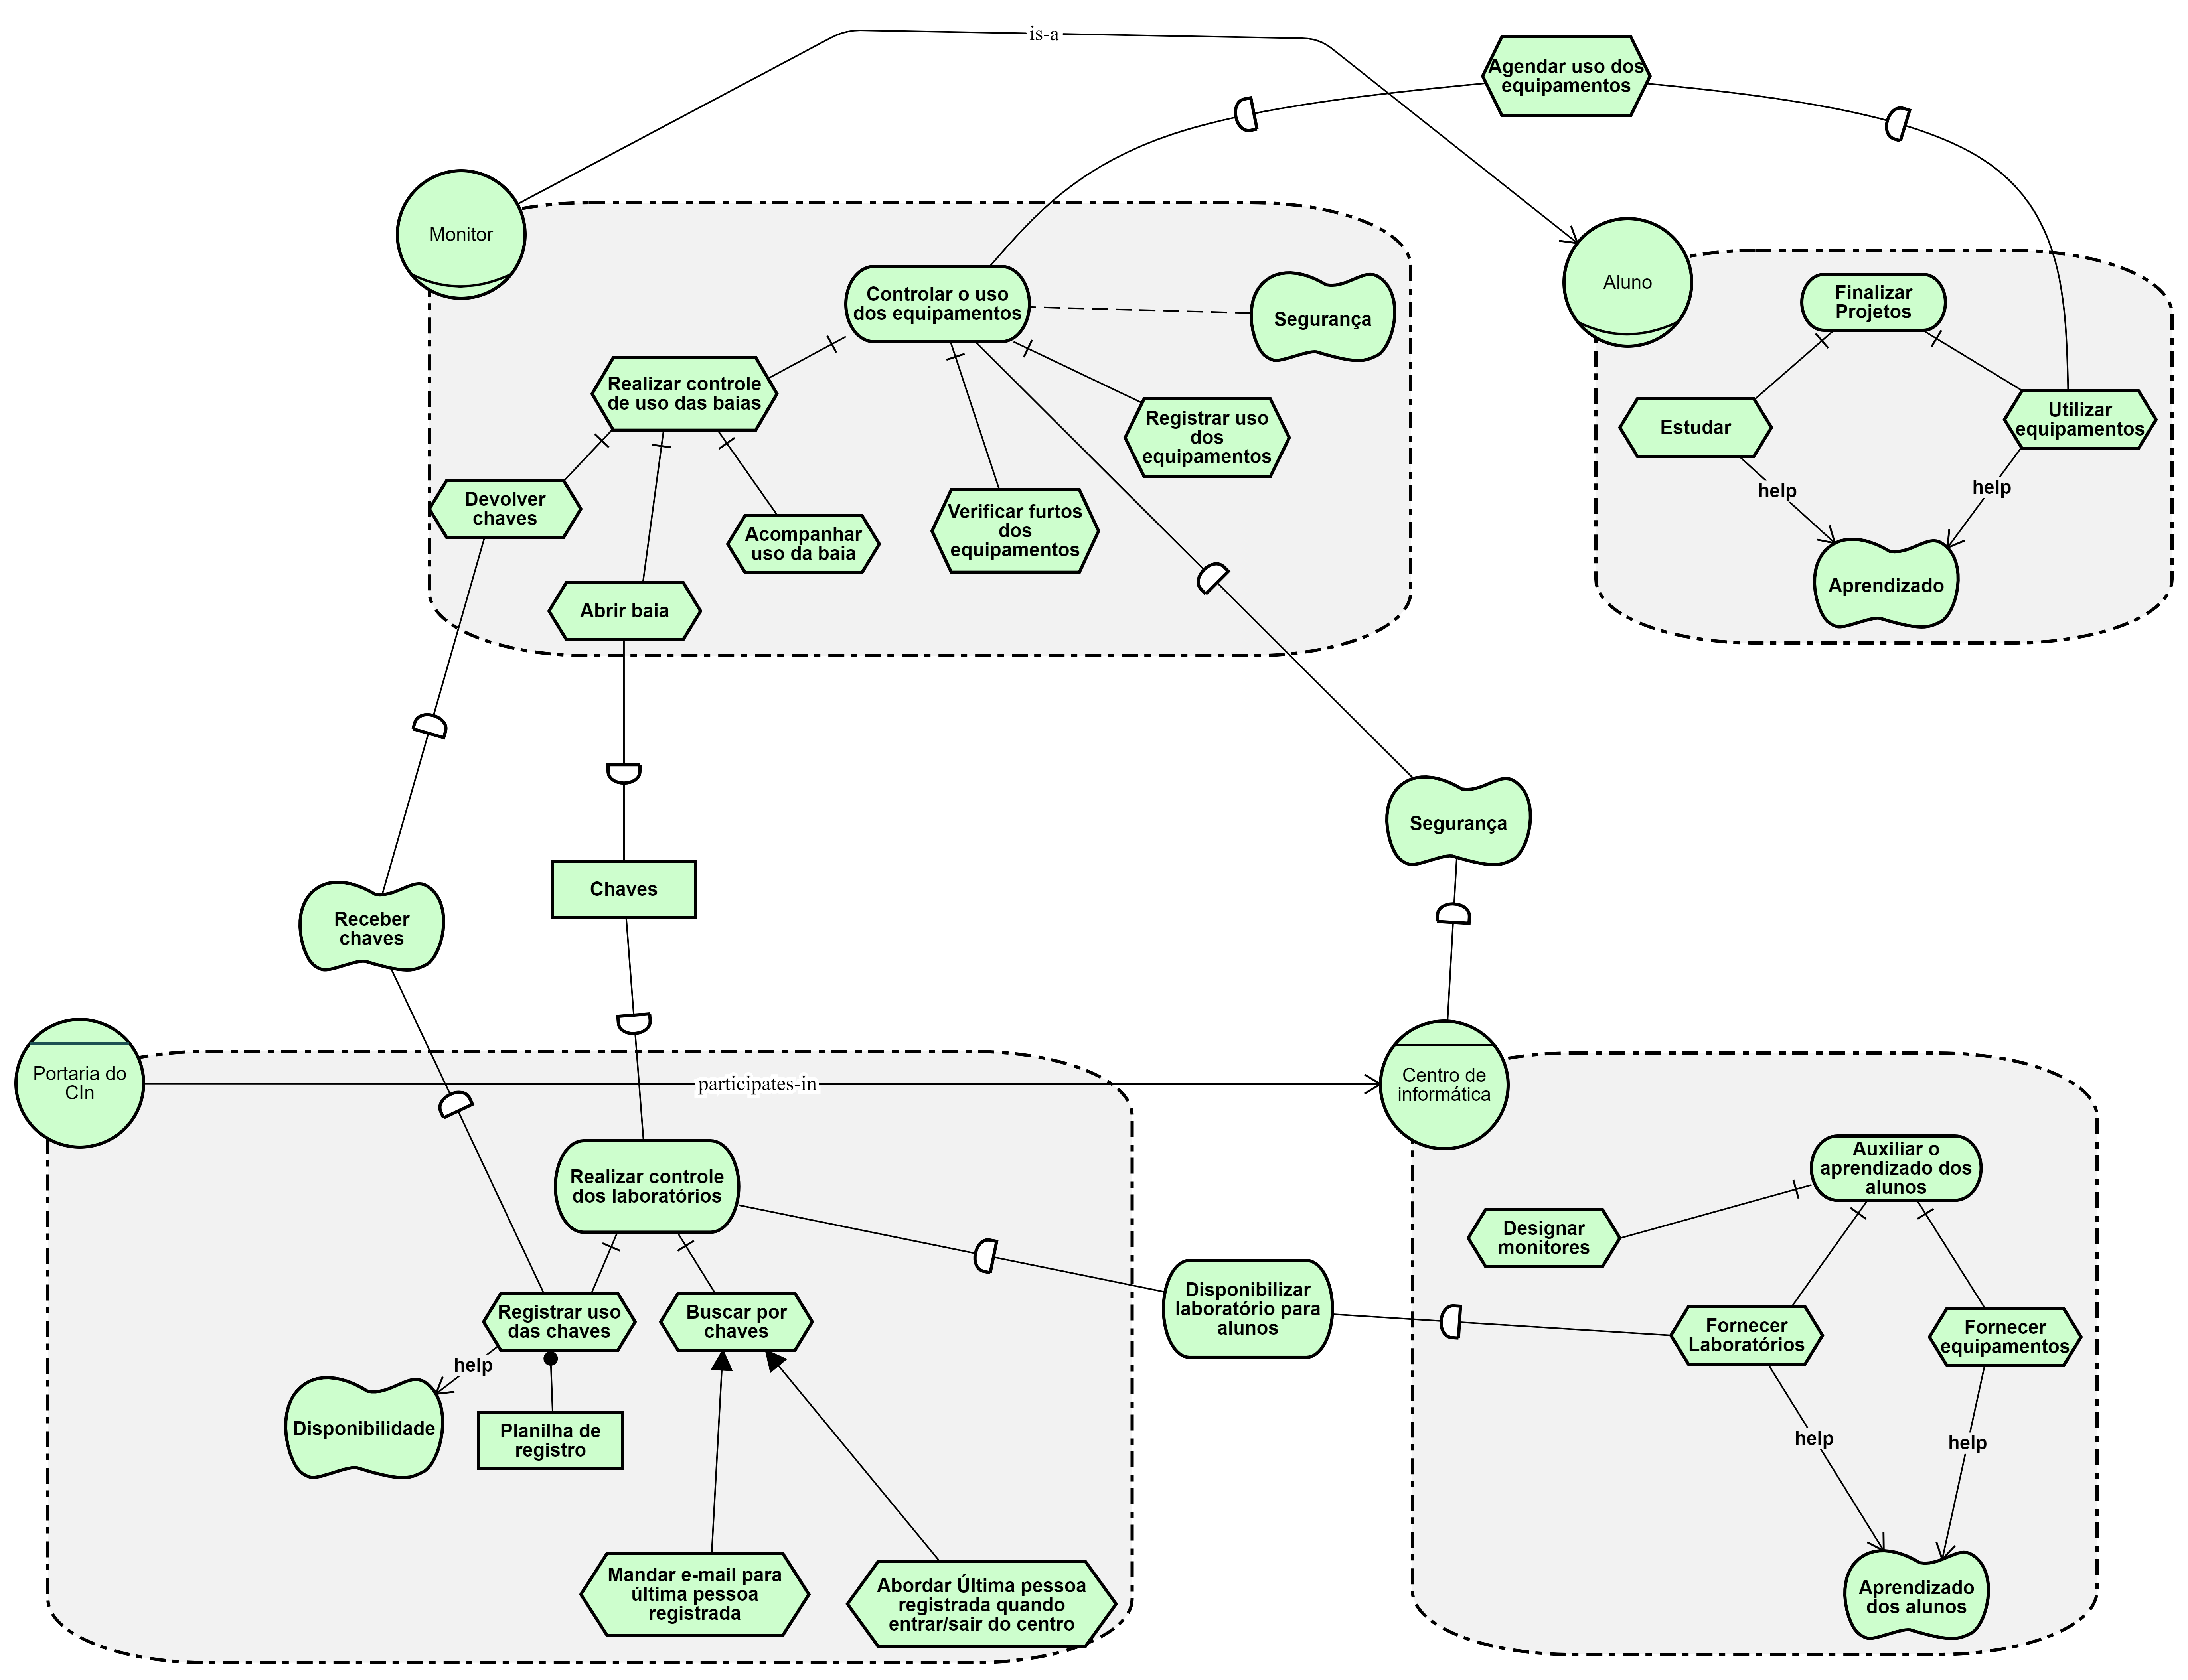 is-a
Agendar uso dos
equipamentos
Monitor
Controlar o uso
dos equipamentos
Segurança
Realizar controle
de uso das baias
Registrar uso
dos
equipamentos
Devolver
chaves
Acompanhar
uso da baia
Verificar furtos
dos
equipamentos
Abrir baia
Aluno
Finalizar
Projetos
Estudar
Utilizar
equipamentos
help
help
Aprendizado
Segurança
Receber
chaves
Chaves
Portaria do
CIn
participates-in
Centro de
informática
Realizar controle
dos laboratórios
Registrar uso
das chaves
Buscar por
chaves
help
Disponibilidade
Planilha de
registro
Mandar e-mail para
última pessoa
registrada
Abordar Última pessoa
registrada quando
entrar/sair do centro
Disponibilizar
laboratório para
alunos
Auxiliar o
aprendizado dos
alunos
Designar
monitores
Fornecer
Laboratórios
Fornecer
equipamentos
help
help
Aprendizado
dos alunos